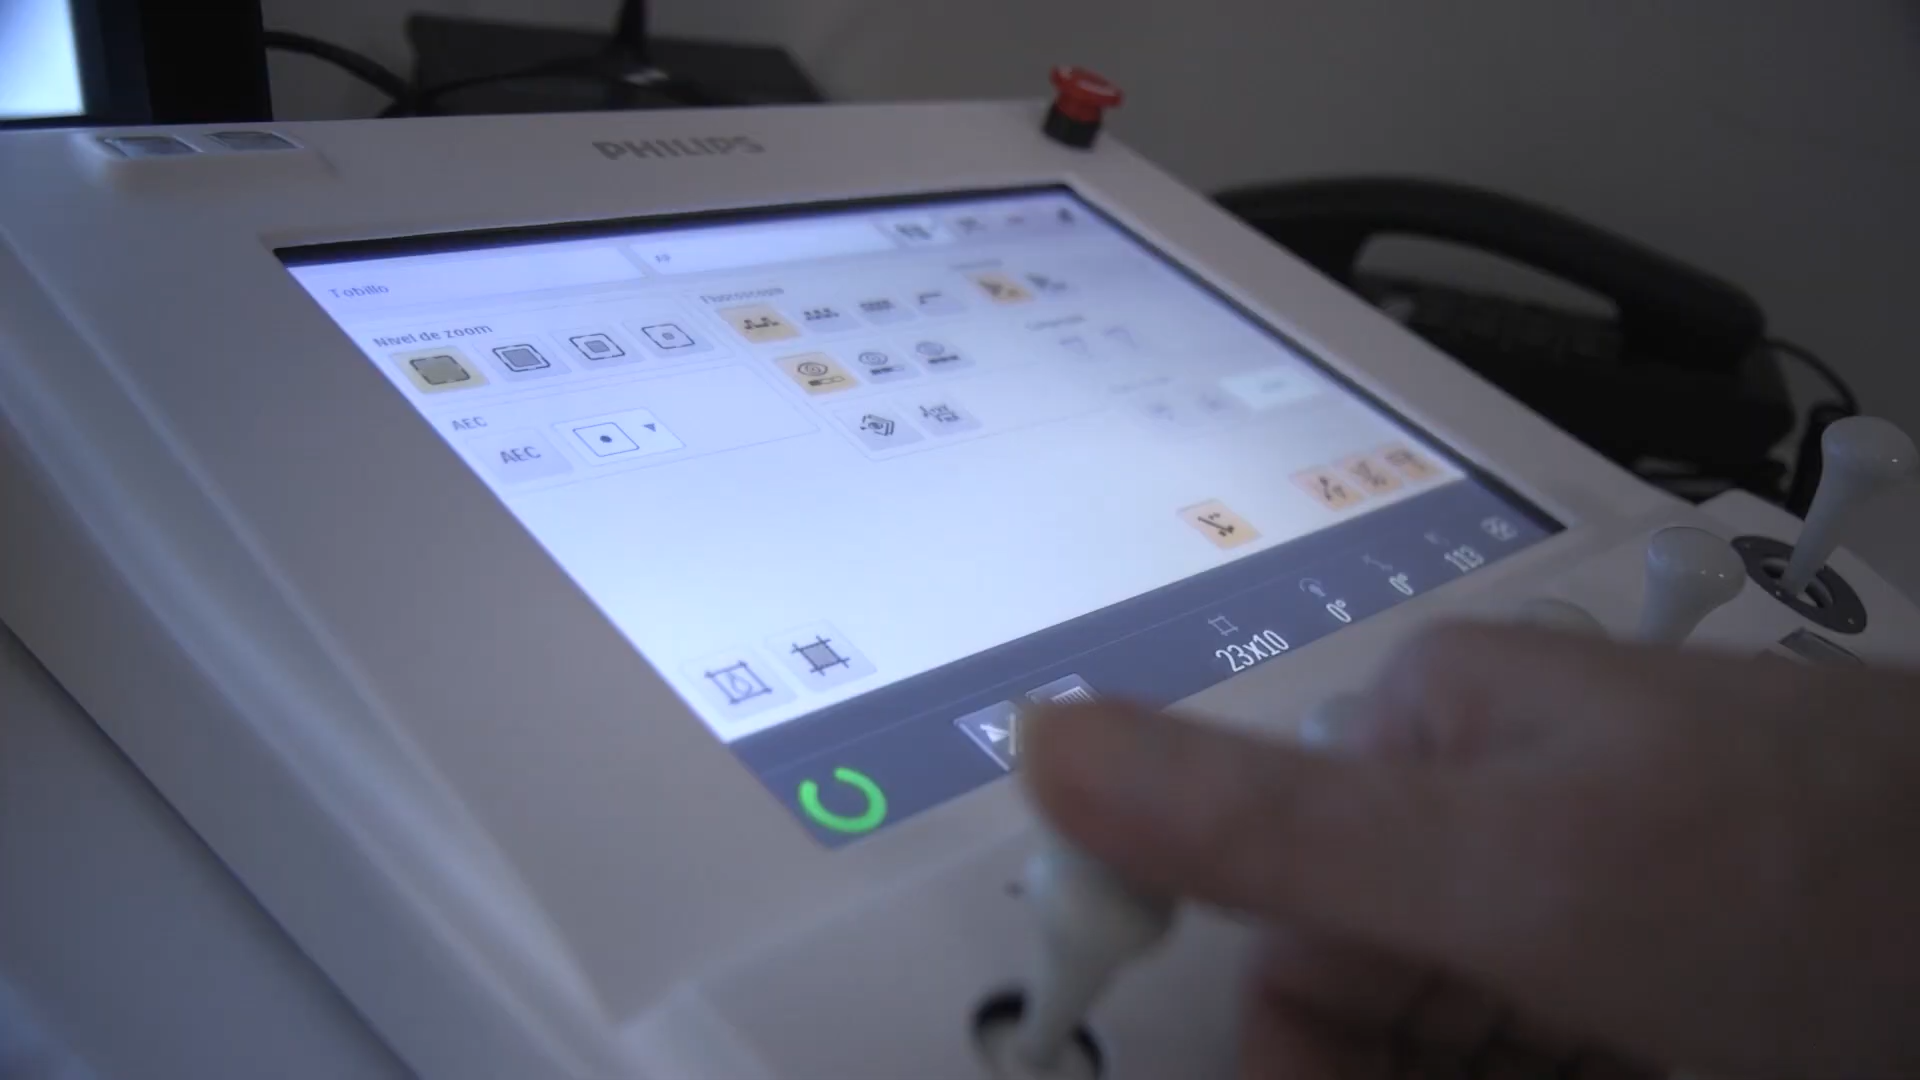 PHILIPS
Tobillo
AP
Nivel de zoom
Fluoroscopia
AEC
AEC
23x10
0°
0°
113